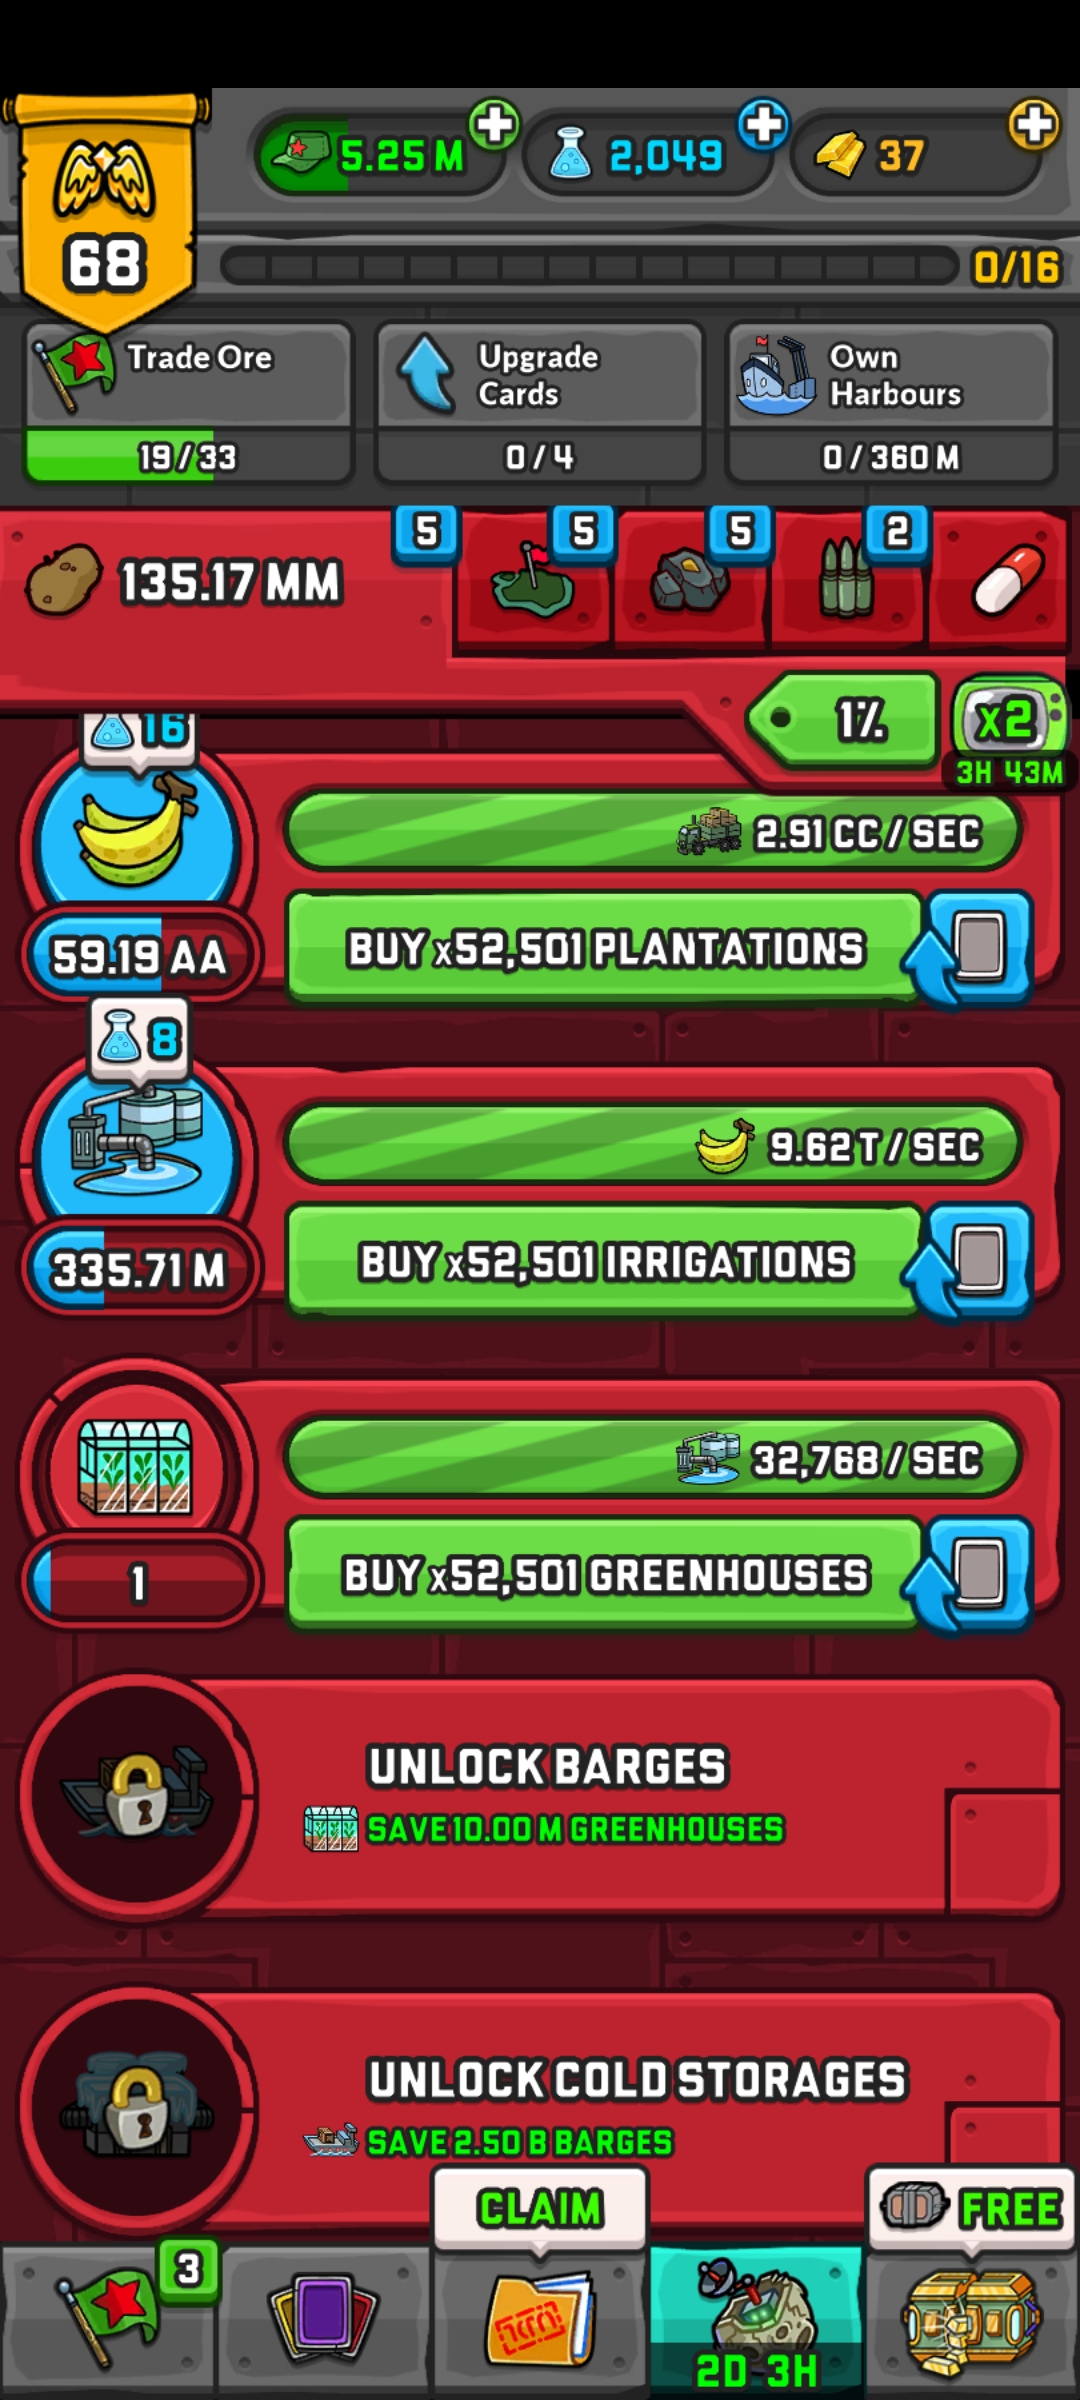 5.25 M
2,049
37
68
0/16
Trade Ore
19/33
Upgrade
Cards
0/4
Own
Harbours
0/360 M
135.17 MM
5
5
5
2
1%
x2
3H 43M
16
2.91 CC / SEC
59.19 AA
BUY x52,501 PLANTATIONS
8
9.62 T / SEC
335.71 M
BUY x52,501 IRRIGATIONS
32,768 / SEC
1
BUY x52,501 GREENHOUSES
UNLOCK BARGES
SAVE 10.00 M GREENHOUSES
UNLOCK COLD STORAGES
SAVE 2.50 B BARGES
CLAIM
FREE
3
2D 3H